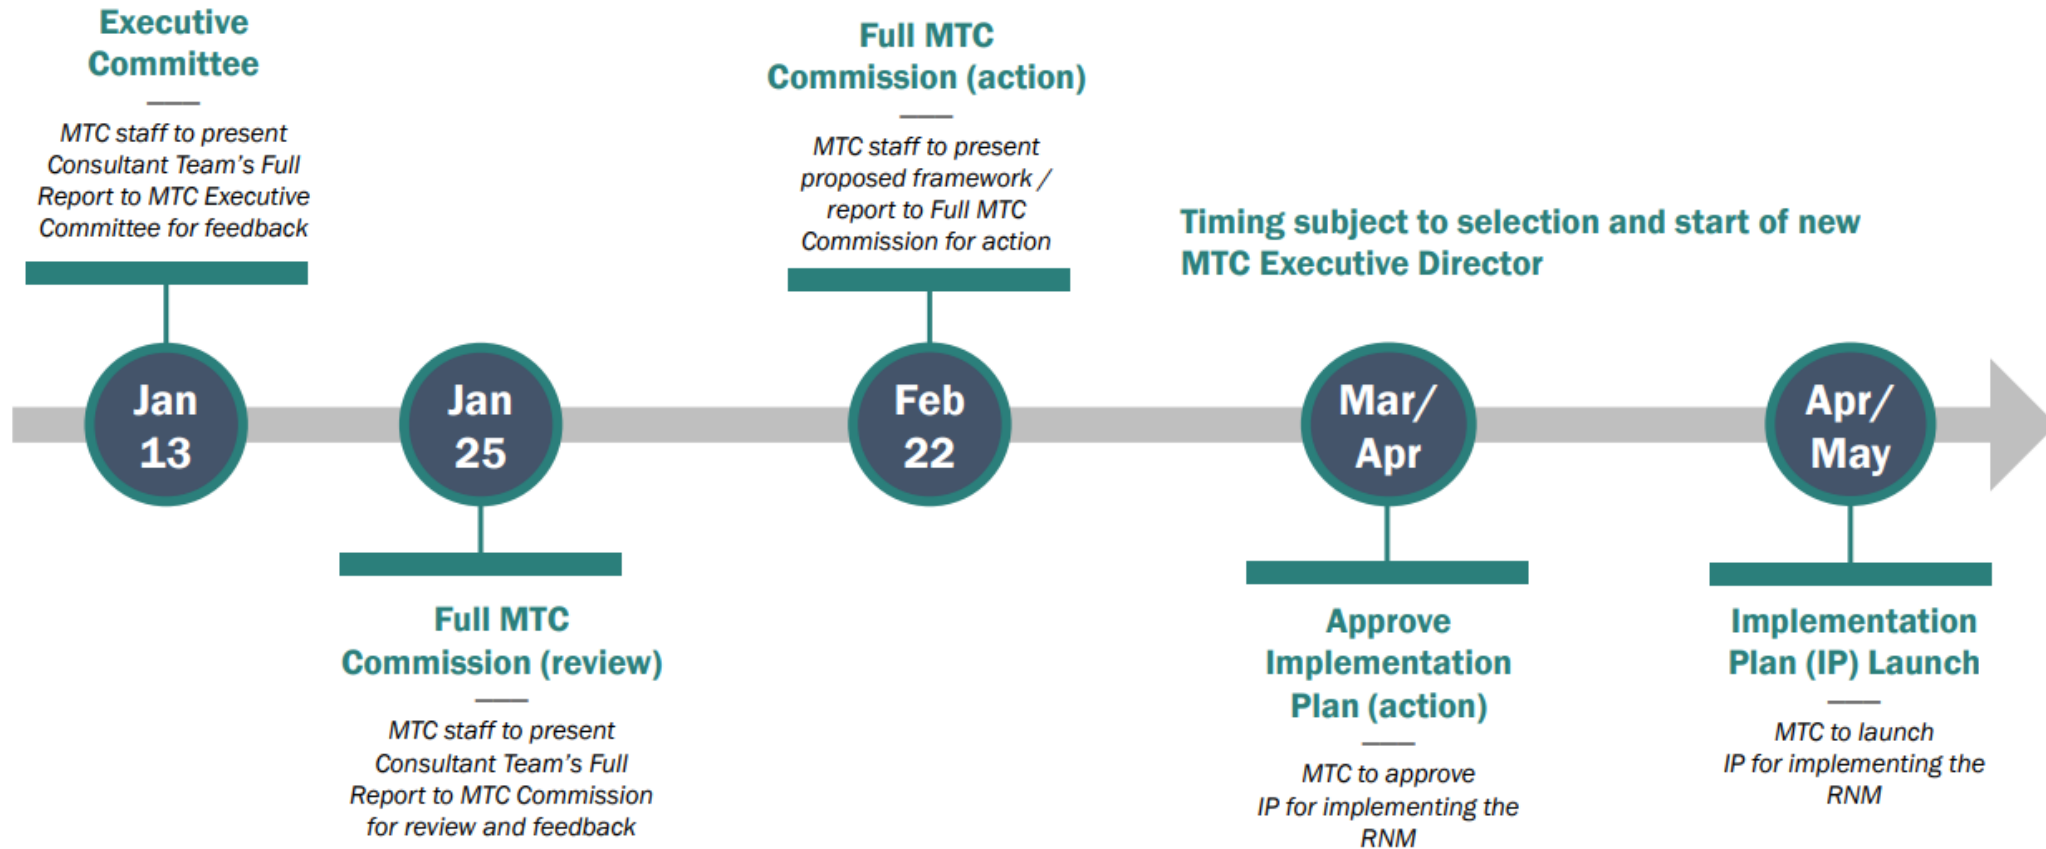 Executive
Committee
MTC staff to present
Consultant Team's Full
Report to MTC Executive
Committee for feedback
Full MTC
Commission (action)
MTC staff to present
proposed framework /
report to Full MTC
Commission for action
Timing subject to selection and start of new
MTC Executive Director
Jan
13
Jan
25
Feb
22
Mar/
Apr
Apr/
May
Full MTC
Commission (review)
MTC staff to present
Consultant Team's Full
Report to MTC Commission
for review and feedback
Approve
Implementation
Plan (action)
MTC to approve
IP for implementing the
RNM
Implementation
Plan (IP) Launch
MTC to launch
IP for implementing the
RNM